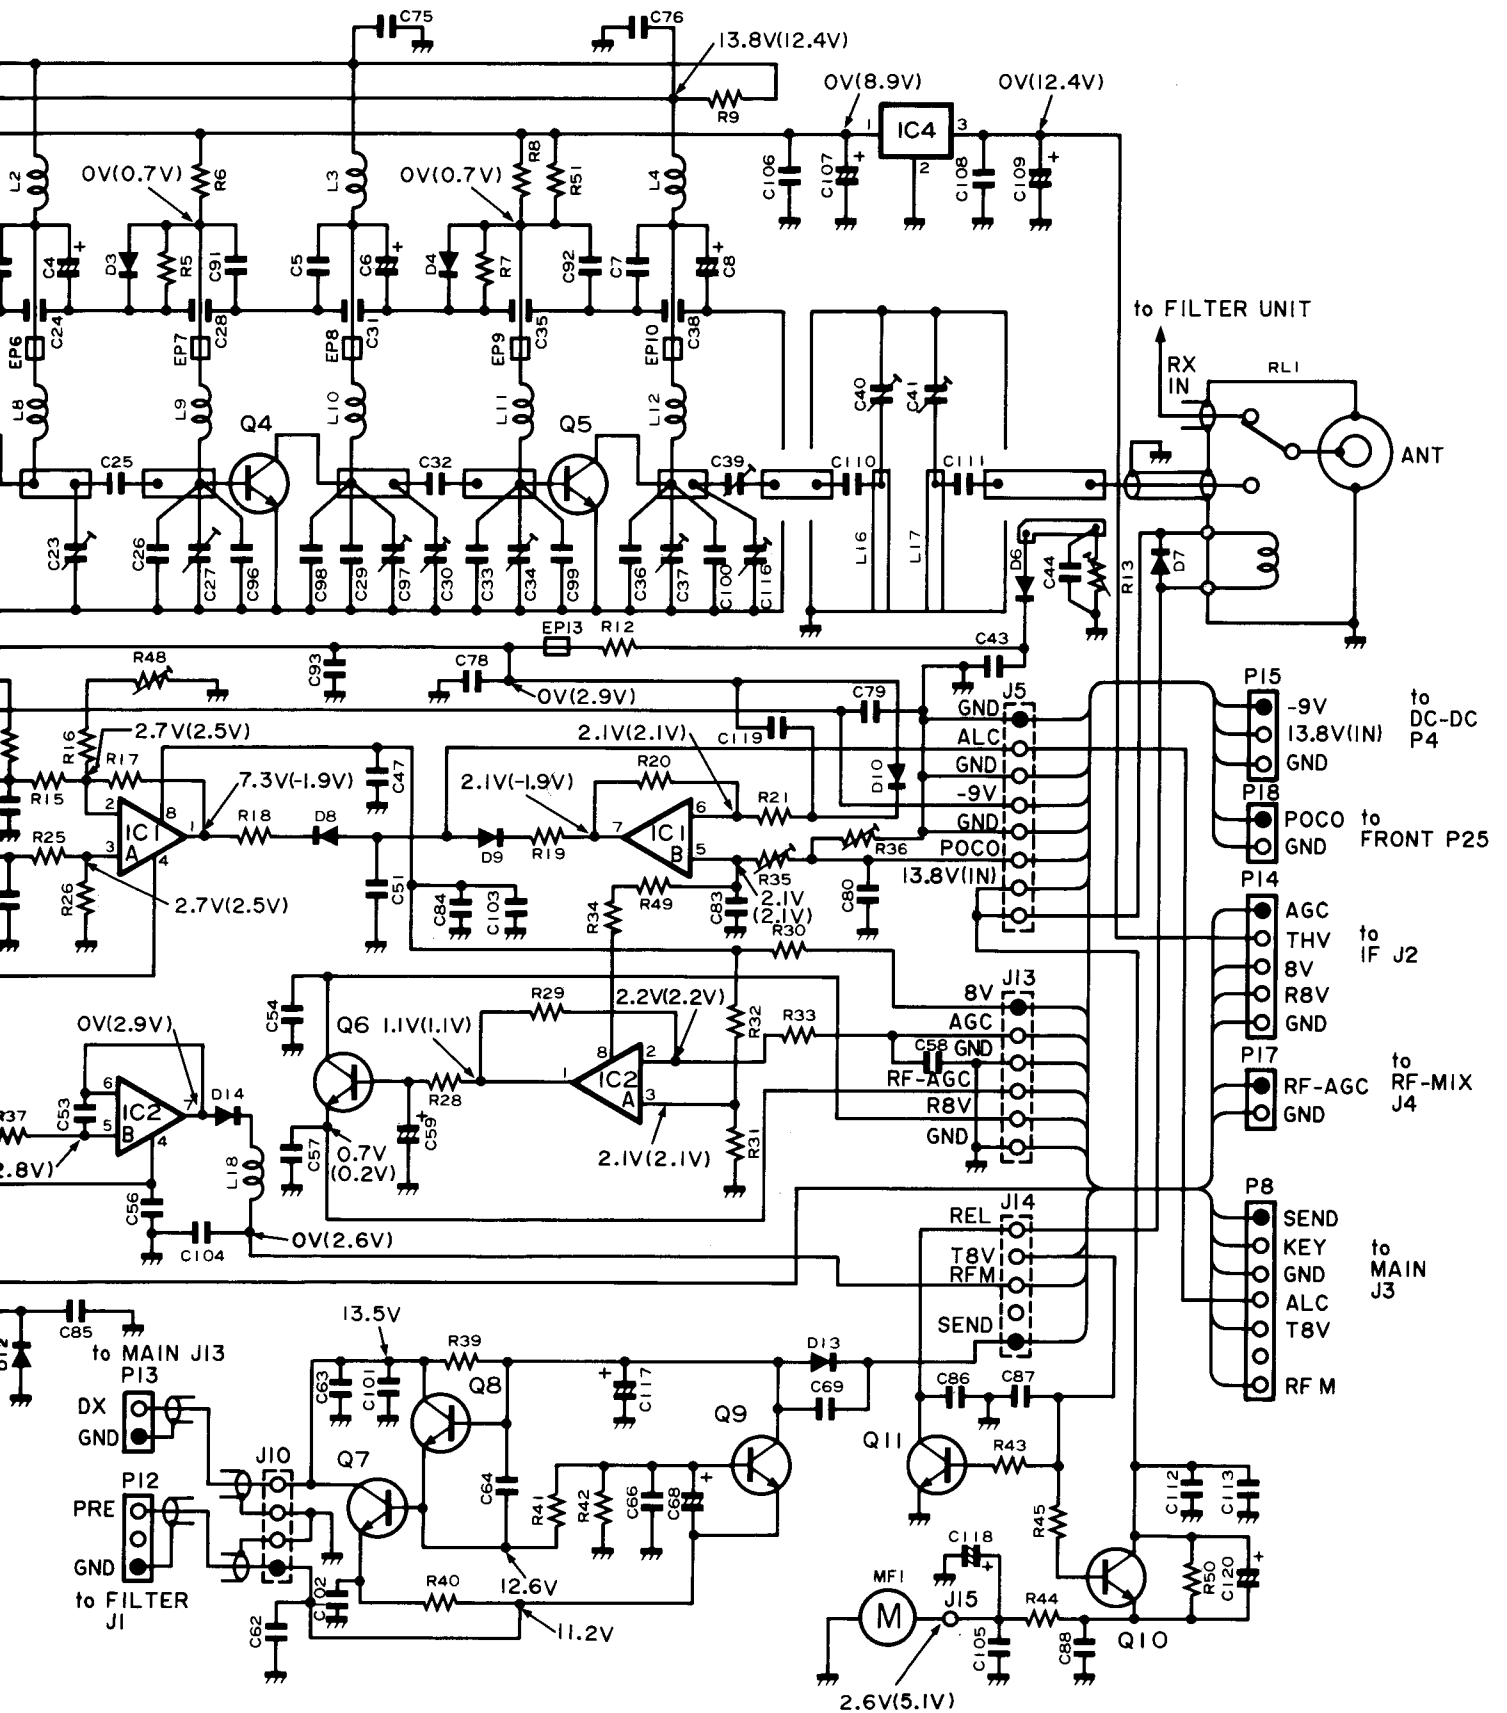 C75
C76
13.8V(12.4V)
R9
0V(8.9V)
0V(12.4V)
1
IC4
3
2
C106
C107
+
C108
C109
+
L2
0V(0.7V)
R6
L3
0V(0.7V)
R8
R51
L4
C4
+
D3
R5
C91
C5
C6
+
D4
R7
C92
C7
C8
+
C24
C28
C31
C35
C38
EP6
EP7
EP8
EP9
EP10
to FILTER UNIT
RX
IN
RL1
ANT
L8
L9
Q4
L10
L11
Q5
L12
C40
C41
C25
C32
C39
C110
C111
C23
C26
C27
C96
C98
C29
C97
C30
C33
C34
C99
C36
C37
C100
C116
L16
L17
D6
C44
R13
D7
EP13
R12
C43
R48
C93
C78
0V(2.9V)
C79
J5
GND
ALC
GND
-9V
GND
POCO
13.8V(IN)
P15
-9V
13.8V(IN)
GND
to
DC-DC
P4
P18
POCO
GND
to
FRONT P25
R16
2.7V(2.5V)
R17
R15
7.3V(-1.9V)
C47
2.1V(2.1V)
C119
R20
2.1V(-1.9V)
D10
R21
R36
R35
2
8
IC1
A
1
3
4
R18
D8
D9
R19
7
IC1
B
6
5
R25
R26
2.7V(2.5V)
C51
C84
C103
R34
R49
C83
2.1V
(2.1V)
C80
R30
P14
AGC
THV
8V
R8V
GND
to
IF J2
J13
8V
AGC
GND
RF-AGC
R8V
GND
P17
RF-AGC
GND
to
RF-MIX
J4
C54
Q6
1.1V(1.1V)
R29
2.2V(2.2V)
R32
R33
C58
0V(2.9V)
6
IC2
B
7
5
4
C53
D14
R37
2.8V)
C56
L18
C104
0V(2.6V)
R28
C59
+
C57
0.7V
(0.2V)
1
8
IC2
A
2
3
2.1V(2.1V)
R31
J14
REL
T8V
RFM
SEND
P8
SEND
KEY
GND
ALC
T8V
RFM
to
MAIN
J3
D12
C85
to MAIN J13
P13
DX
GND
P12
PRE
GND
to FILTER
J1
J10
13.5V
C63
C101
R39
Q8
Q7
C64
+
C117
D13
C69
Q9
R41
R42
C66
C68
+
12.6V
R40
C102
C62
11.2V
C86
C87
Q11
R43
R45
C112
C113
C118
+
MF1
M
J15
R44
C105
C88
Q10
R50
C120
+
2.6V(5.1V)